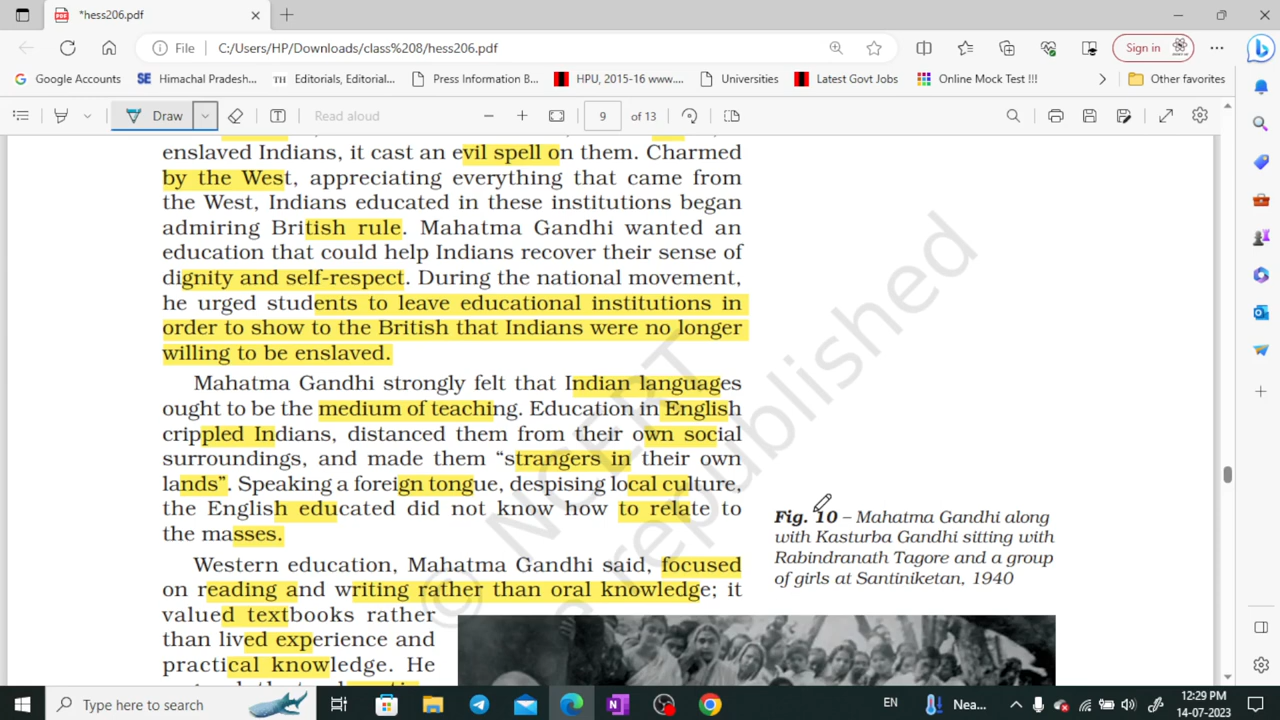 *hess206.pdf
File
C:/Users/HP/Downloads/class%208/hess206.pdf
Sign in
Google Accounts
SE Himachal Pradesh...
TH Editorials, Editorial...
Press Information B...
HPU, 2015-16 www....
Universities
Latest Govt Jobs
Online Mock Test !!!
Other favorites
Draw
Read aloud
9 of 13
enslaved Indians, it cast an evil spell on them. Charmed
by the West, appreciating everything that came from
the West, Indians educated in these institutions began
admiring British rule. Mahatma Gandhi wanted an
education that could help Indians recover their sense of
dignity and self-respect. During the national movement,
he urged students to leave educational institutions in
order to show to the British that Indians were no longer
willing to be enslaved.
Mahatma Gandhi strongly felt that Indian languages
ought to be the medium of teaching. Education in English
crippled Indians, distanced them from their own social
surroundings, and made them “strangers in their own
lands”. Speaking a foreign tongue, despising local culture,
the English educated did not know how to relate to
the masses.
Western education, Mahatma Gandhi said, focused
on reading and writing rather than oral knowledge; it
valued textbooks rather
than lived experience and
practical knowledge. He
Fig. 10 – Mahatma Gandhi along
with Kasturba Gandhi sitting with
Rabindranath Tagore and a group
of girls at Santiniketan, 1940
© NCERT
republished
Type here to search
Nea...
EN
12:29 PM
14-07-2023